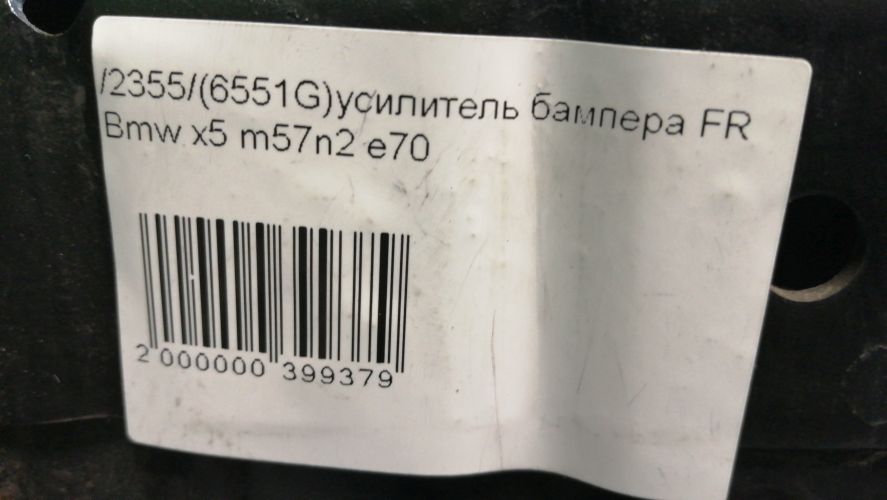 /2355/(6551G)усилитель бампера FR
Bmw x5 m57n2 e70
2 000000 399379